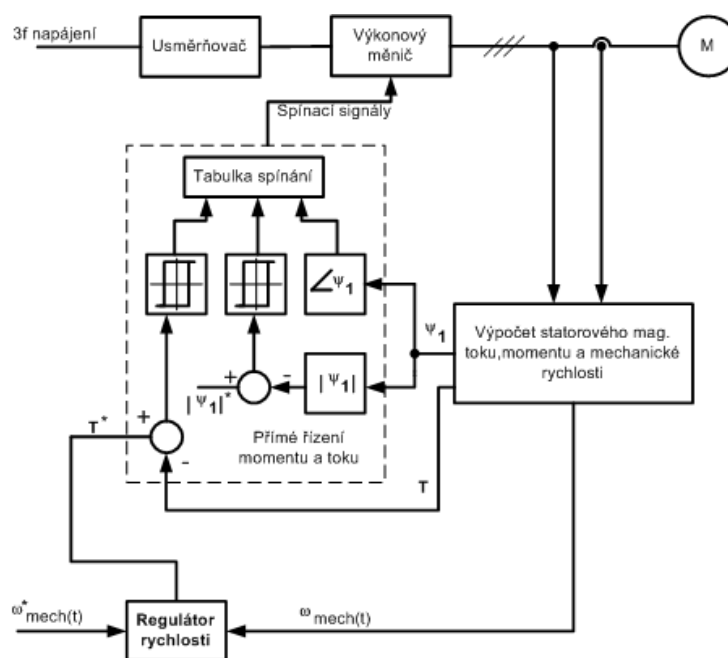 3f napájení
Usměrňovač
Výkonový
měnič
M
Spínací signály
Tabulka spínání
∠Ψ₁
Ψ₁
Výpočet statorového mag.
toku,momentu a mechanické
rychlosti
+
-
|Ψ₁|*
|Ψ₁|
Přímé řízení
momentu a toku
T*
+
-
T
ω*mech(t)
Regulátor
rychlosti
ωmech(t)